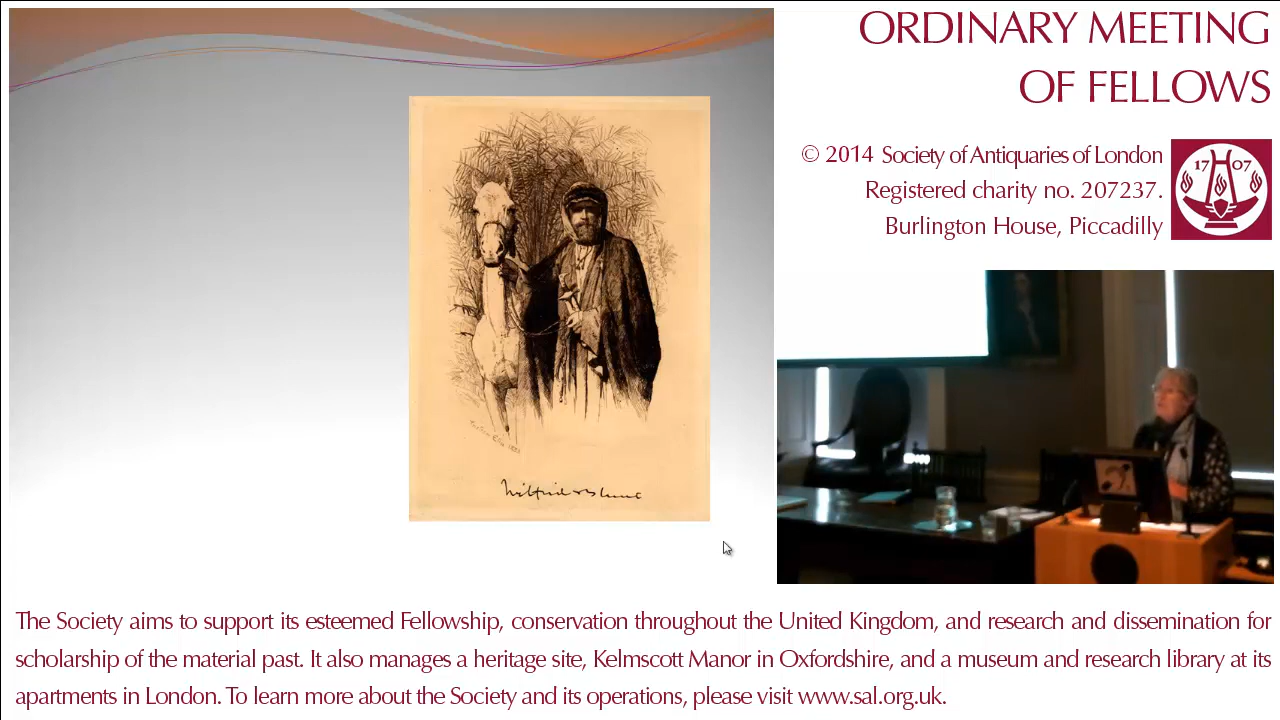 ORDINARY MEETING
OF FELLOWS
© 2014 Society of Antiquaries of London
Registered charity no. 207237.
Burlington House, Piccadilly
17 07
The Society aims to support its esteemed Fellowship, conservation throughout the United Kingdom, and research and dissemination for
scholarship of the material past. It also manages a heritage site, Kelmscott Manor in Oxfordshire, and a museum and research library at its
apartments in London. To learn more about the Society and its operations, please visit www.sal.org.uk.